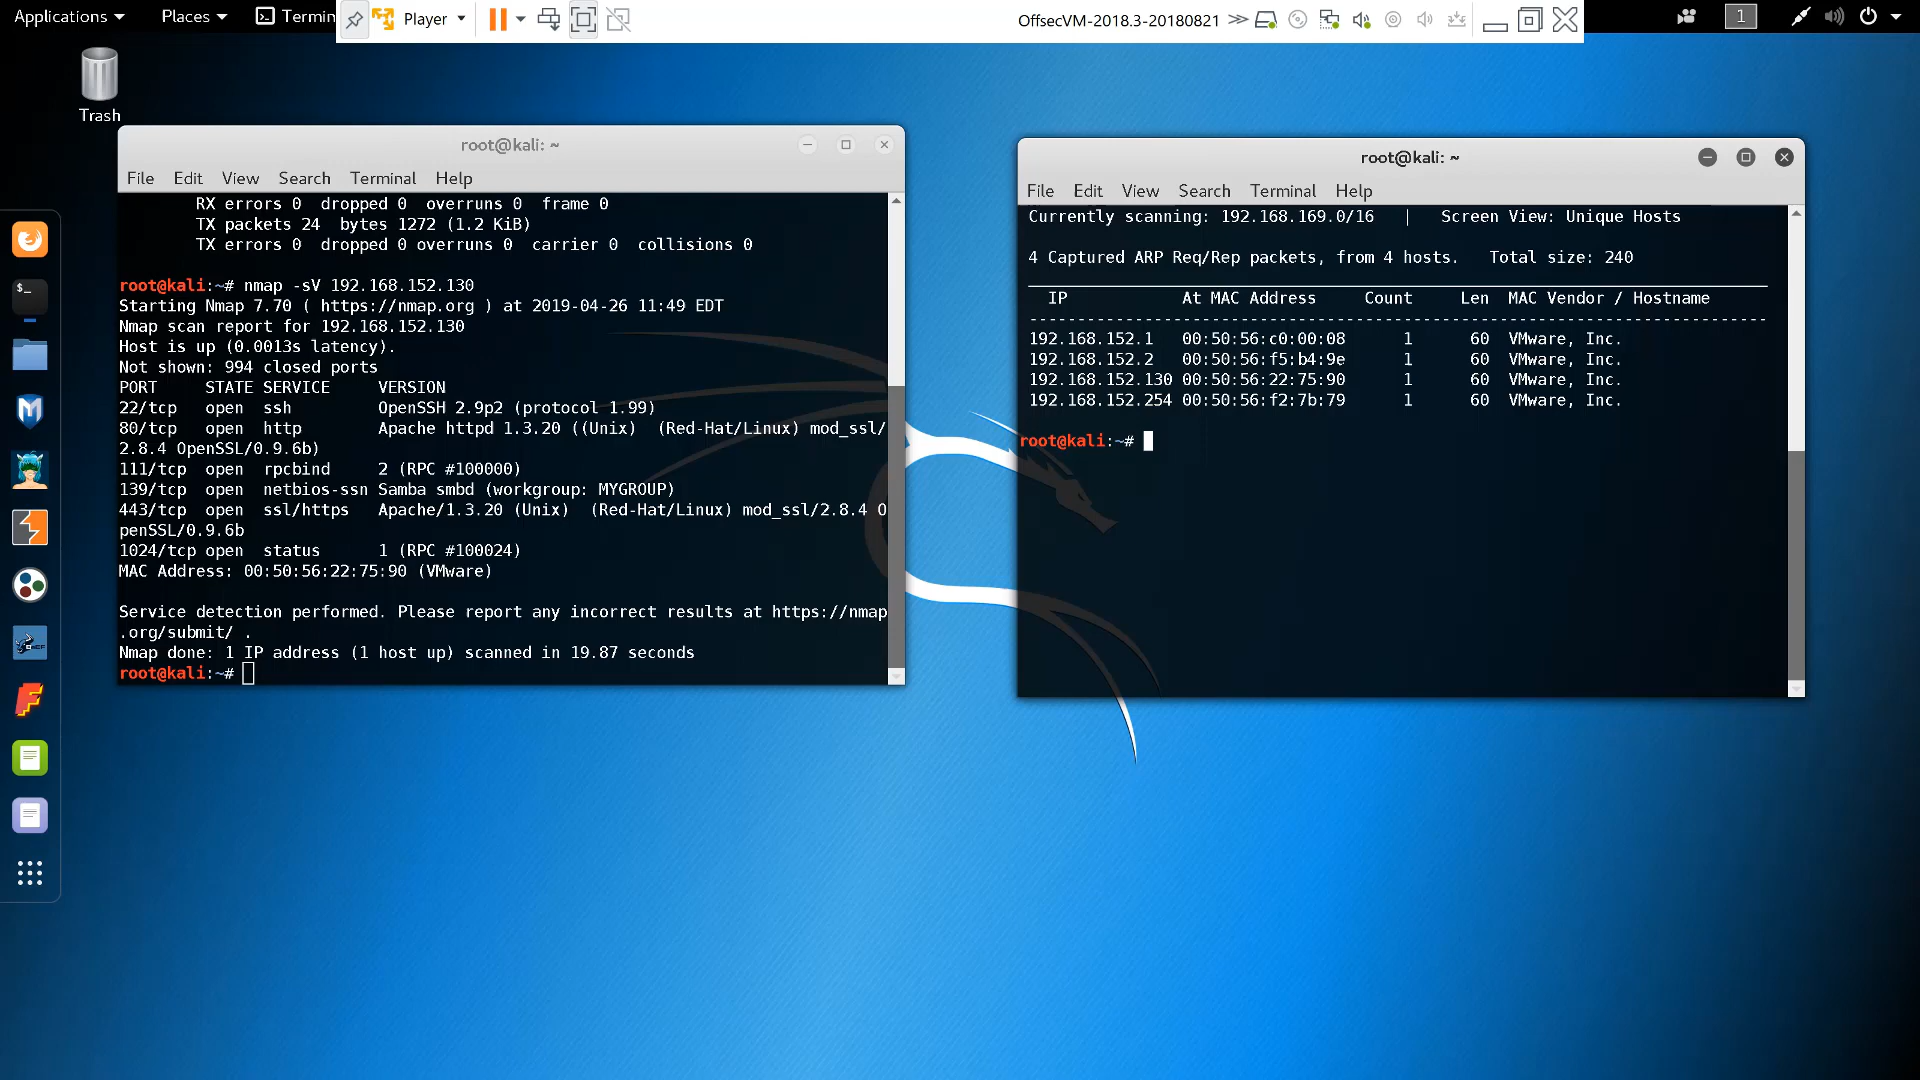 Applications Places Termin Player OffsecVM-2018.3-20180821 1
Trash
root@kali: ~
File Edit View Search Terminal Help
RX errors 0 dropped 0 overruns 0 frame 0
TX packets 24 bytes 1272 (1.2 KiB)
TX errors 0 dropped 0 overruns 0 carrier 0 collisions 0
root@kali:~# nmap -sV 192.168.152.130
Starting Nmap 7.70 ( https://nmap.org ) at 2019-04-26 11:49 EDT
Nmap scan report for 192.168.152.130
Host is up (0.0013s latency).
Not shown: 994 closed ports
PORT STATE SERVICE VERSION
22/tcp open ssh OpenSSH 2.9p2 (protocol 1.99)
80/tcp open http Apache httpd 1.3.20 ((Unix) (Red-Hat/Linux) mod_ssl/
2.8.4 OpenSSL/0.9.6b)
111/tcp open rpcbind 2 (RPC #100000)
139/tcp open netbios-ssn Samba smbd (workgroup: MYGROUP)
443/tcp open ssl/https Apache/1.3.20 (Unix) (Red-Hat/Linux) mod_ssl/2.8.4 O
penSSL/0.9.6b
1024/tcp open status 1 (RPC #100024)
MAC Address: 00:50:56:22:75:90 (VMware)
Service detection performed. Please report any incorrect results at https://nmap
.org/submit/ .
Nmap done: 1 IP address (1 host up) scanned in 19.87 seconds
root@kali:~#
root@kali: ~
File Edit View Search Terminal Help
Currently scanning: 192.168.169.0/16 | Screen View: Unique Hosts
4 Captured ARP Req/Rep packets, from 4 hosts. Total size: 240
IP At MAC Address Count Len MAC Vendor / Hostname
-----------------------------------------------------------------------------
192.168.152.1 00:50:56:c0:00:08 1 60 VMware, Inc.
192.168.152.2 00:50:56:f5:b4:9e 1 60 VMware, Inc.
192.168.152.130 00:50:56:22:75:90 1 60 VMware, Inc.
192.168.152.254 00:50:56:f2:7b:79 1 60 VMware, Inc.
root@kali:~#